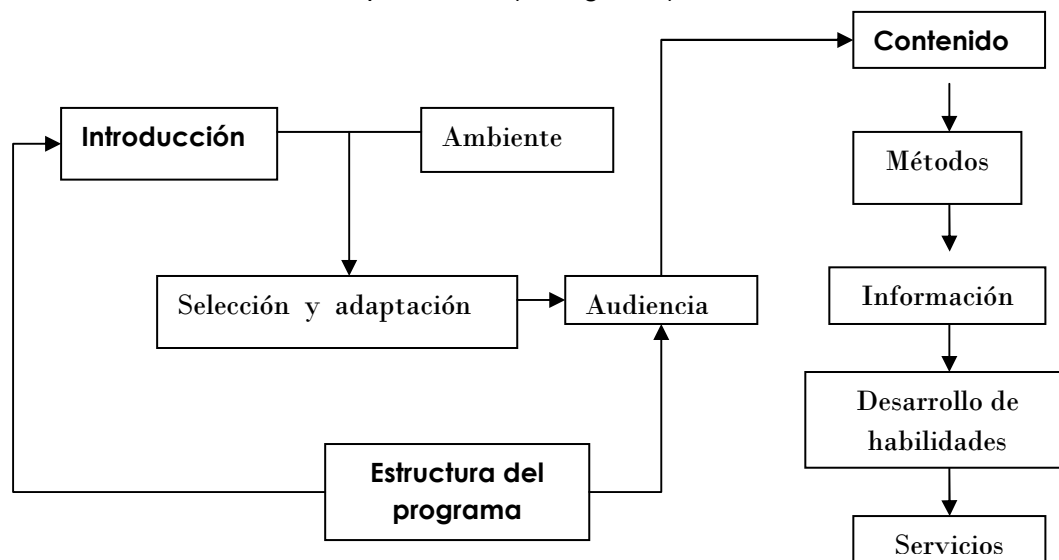 Contenido
Introducción
Ambiente
Métodos
Selección y adaptación
Audiencia
Información
Desarrollo de
habilidades
Estructura del
programa
Servicios